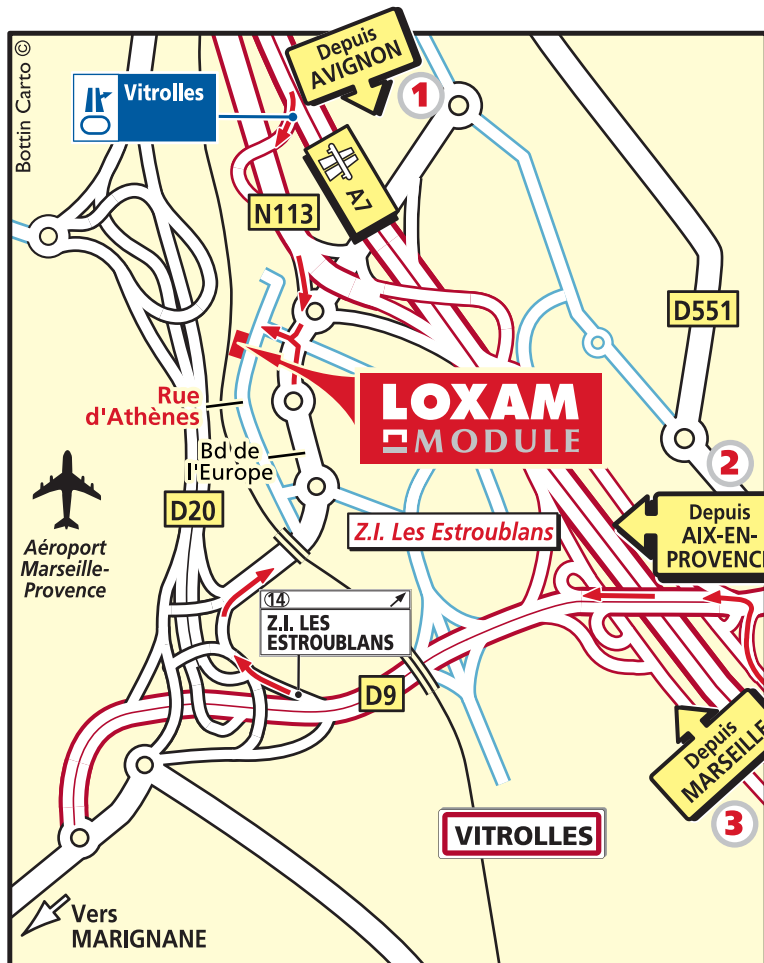 Bottin Carto ©
Vitrolles
Depuis
AVIGNON
1
A7
N113
D551
Rue
d'Athènes
LOXAM
MODULE
Bd de
l'Europe
2
Depuis
AIX-EN-
PROVENCE
D20
Z.I. Les Estroublans
Aéroport
Marseille-
Provence
14
Z.I. LES
ESTROUBLANS
D9
Depuis
MARSEILLE
3
VITROLLES
Vers
MARIGNANE